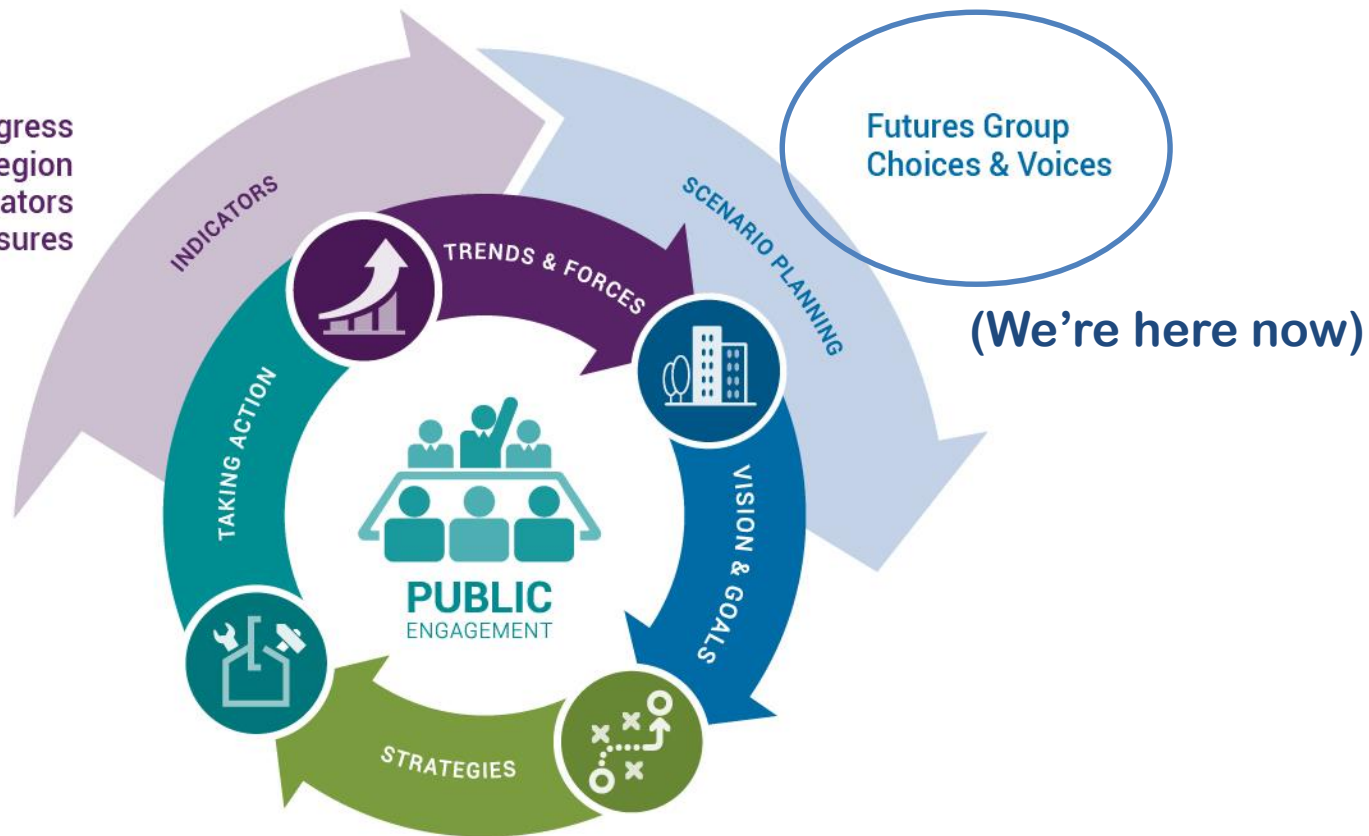 gress
egion
ators
sures
INDICATORS
Futures Group
Choices & Voices
SCENARIO PLANNING
(We’re here now)
TRENDS & FORCES
TAKING ACTION
VISION & GOALS
PUBLIC
ENGAGEMENT
STRATEGIES